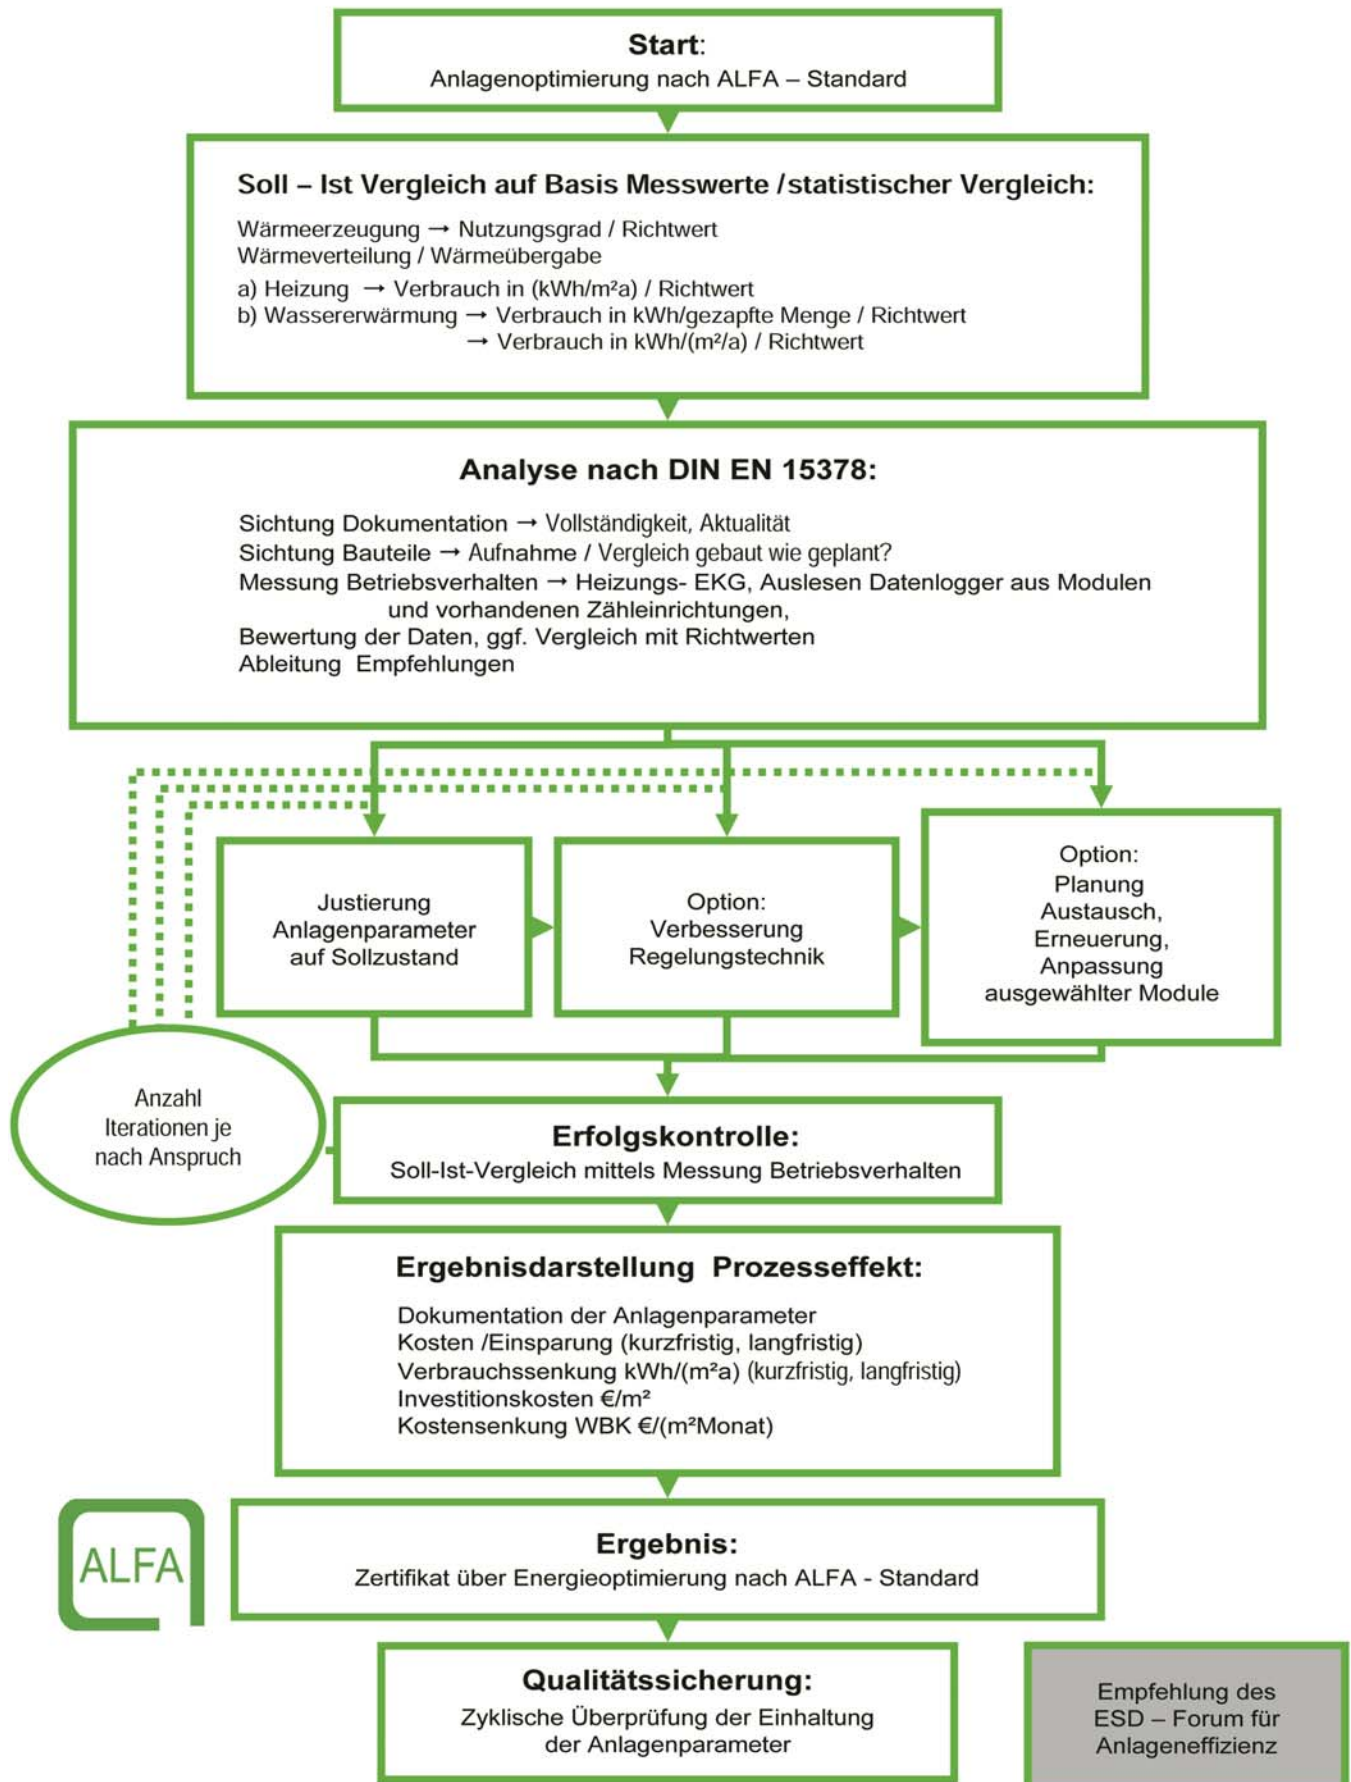 Start:
Anlagenoptimierung nach ALFA – Standard
Soll – Ist Vergleich auf Basis Messwerte / statistischer Vergleich:
Wärmeerzeugung → Nutzungsgrad / Richtwert
Wärmeverteilung / Wärmeübergabe
a) Heizung → Verbrauch in (kWh/m²a) / Richtwert
b) Wassererwärmung → Verbrauch in kWh/gezapfte Menge / Richtwert
→ Verbrauch in kWh/(m²/a) / Richtwert
Analyse nach DIN EN 15378:
Sichtung Dokumentation → Vollständigkeit, Aktualität
Sichtung Bauteile → Aufnahme / Vergleich gebaut wie geplant?
Messung Betriebsverhalten → Heizungs- EKG, Auslesen Datenlogger aus Modulen
und vorhandenen Zähleinrichtungen,
Bewertung der Daten, ggf. Vergleich mit Richtwerten
Ableitung Empfehlungen
Justierung
Anlagenparameter
auf Sollzustand
Option:
Verbesserung
Regelungstechnik
Option:
Planung
Austausch,
Erneuerung,
Anpassung
ausgewählter Module
Anzahl
Iterationen je
nach Anspruch
Erfolgskontrolle:
Soll-Ist-Vergleich mittels Messung Betriebsverhalten
Ergebnisdarstellung Prozesseffekt:
Dokumentation der Anlagenparameter
Kosten /Einsparung (kurzfristig, langfristig)
Verbrauchssenkung kWh/(m²a) (kurzfristig, langfristig)
Investitionskosten €/m²
Kostensenkung WBK €/(m²Monat)
ALFA
Ergebnis:
Zertifikat über Energieoptimierung nach ALFA - Standard
Qualitätssicherung:
Zyklische Überprüfung der Einhaltung
der Anlagenparameter
Empfehlung des
ESD – Forum für
Anlageneffizienz